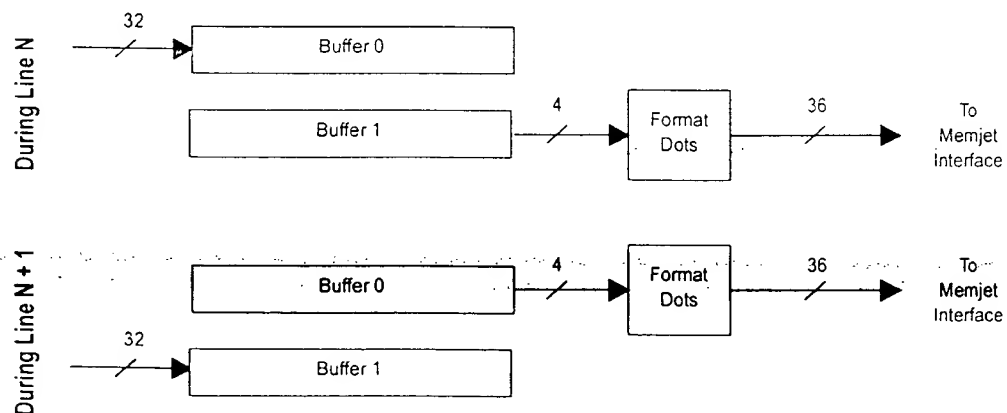 During Line N
32
Buffer 0
Buffer 1
4
Format
Dots
36
To
Memjet
Interface
During Line N + 1
Buffer 0
4
Format
Dots
36
To
Memjet
Interface
32
Buffer 1